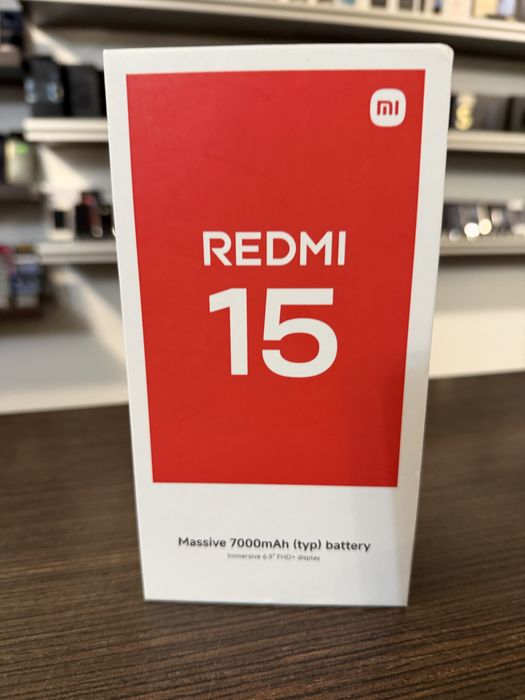 mi
REDMI
15
Massive 7000mAh (typ) battery
Immersive 6.9" FHD+ display